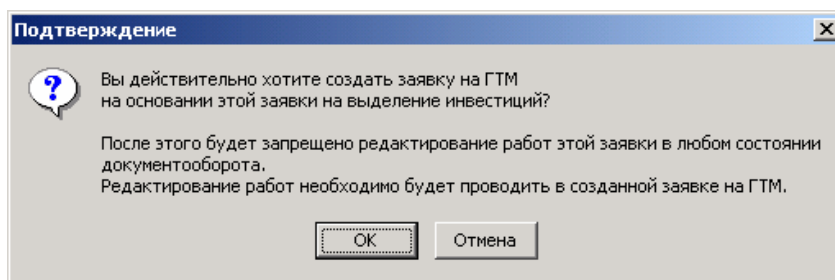 Подтверждение
Вы действительно хотите создать заявку на ГТМ
на основании этой заявки на выделение инвестиций?
После этого будет запрещено редактирование работ этой заявки в любом состоянии
документооборота.
Редактирование работ необходимо будет проводить в созданной заявке на ГТМ.
OK
Отмена